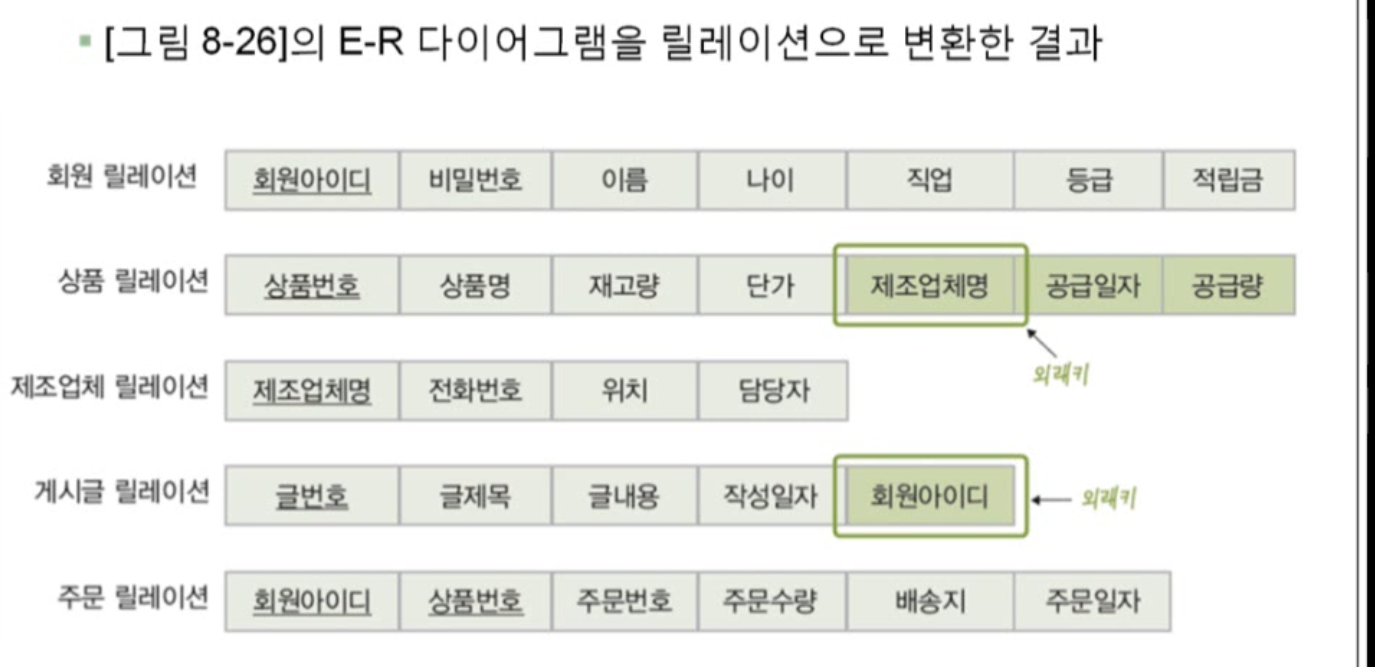 [그림 8-26]의 E-R 다이어그램을 릴레이션으로 변환한 결과
회원 릴레이션 회원아이디 비밀번호 이름 나이 직업 등급 적립금
상품 릴레이션 상품번호 상품명 재고량 단가 제조업체명 공급일자 공급량
외래키
제조업체 릴레이션 제조업체명 전화번호 위치 담당자
게시글 릴레이션 글번호 글제목 글내용 작성일자 회원아이디 외래키
주문 릴레이션 회원아이디 상품번호 주문번호 주문수량 배송지 주문일자